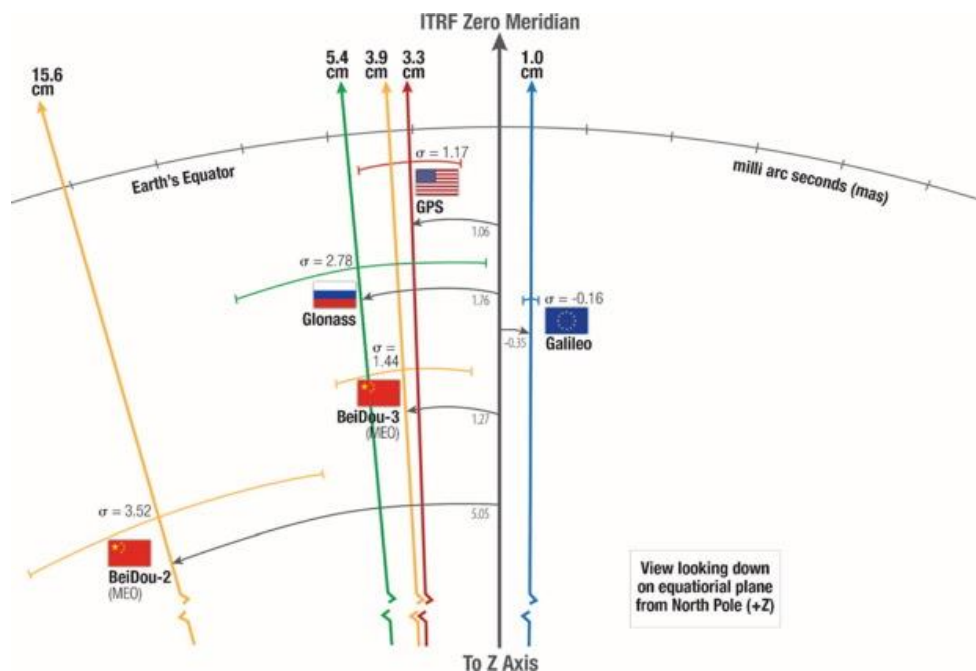 ITRF Zero Meridian
15.6
cm
5.4
cm
3.9
cm
3.3
cm
1.0
cm
Earth's Equator
milli arc seconds (mas)
σ = 1.17
GPS
1.06
σ = 2.78
Glonass
1.76
σ = -0.16
Galileo
-0.35
σ =
1.44
BeiDou-3
(MEO)
1.27
σ = 3.52
BeiDou-2
(MEO)
5.05
View looking down
on equatiorial plane
from North Pole (+Z)
To Z Axis